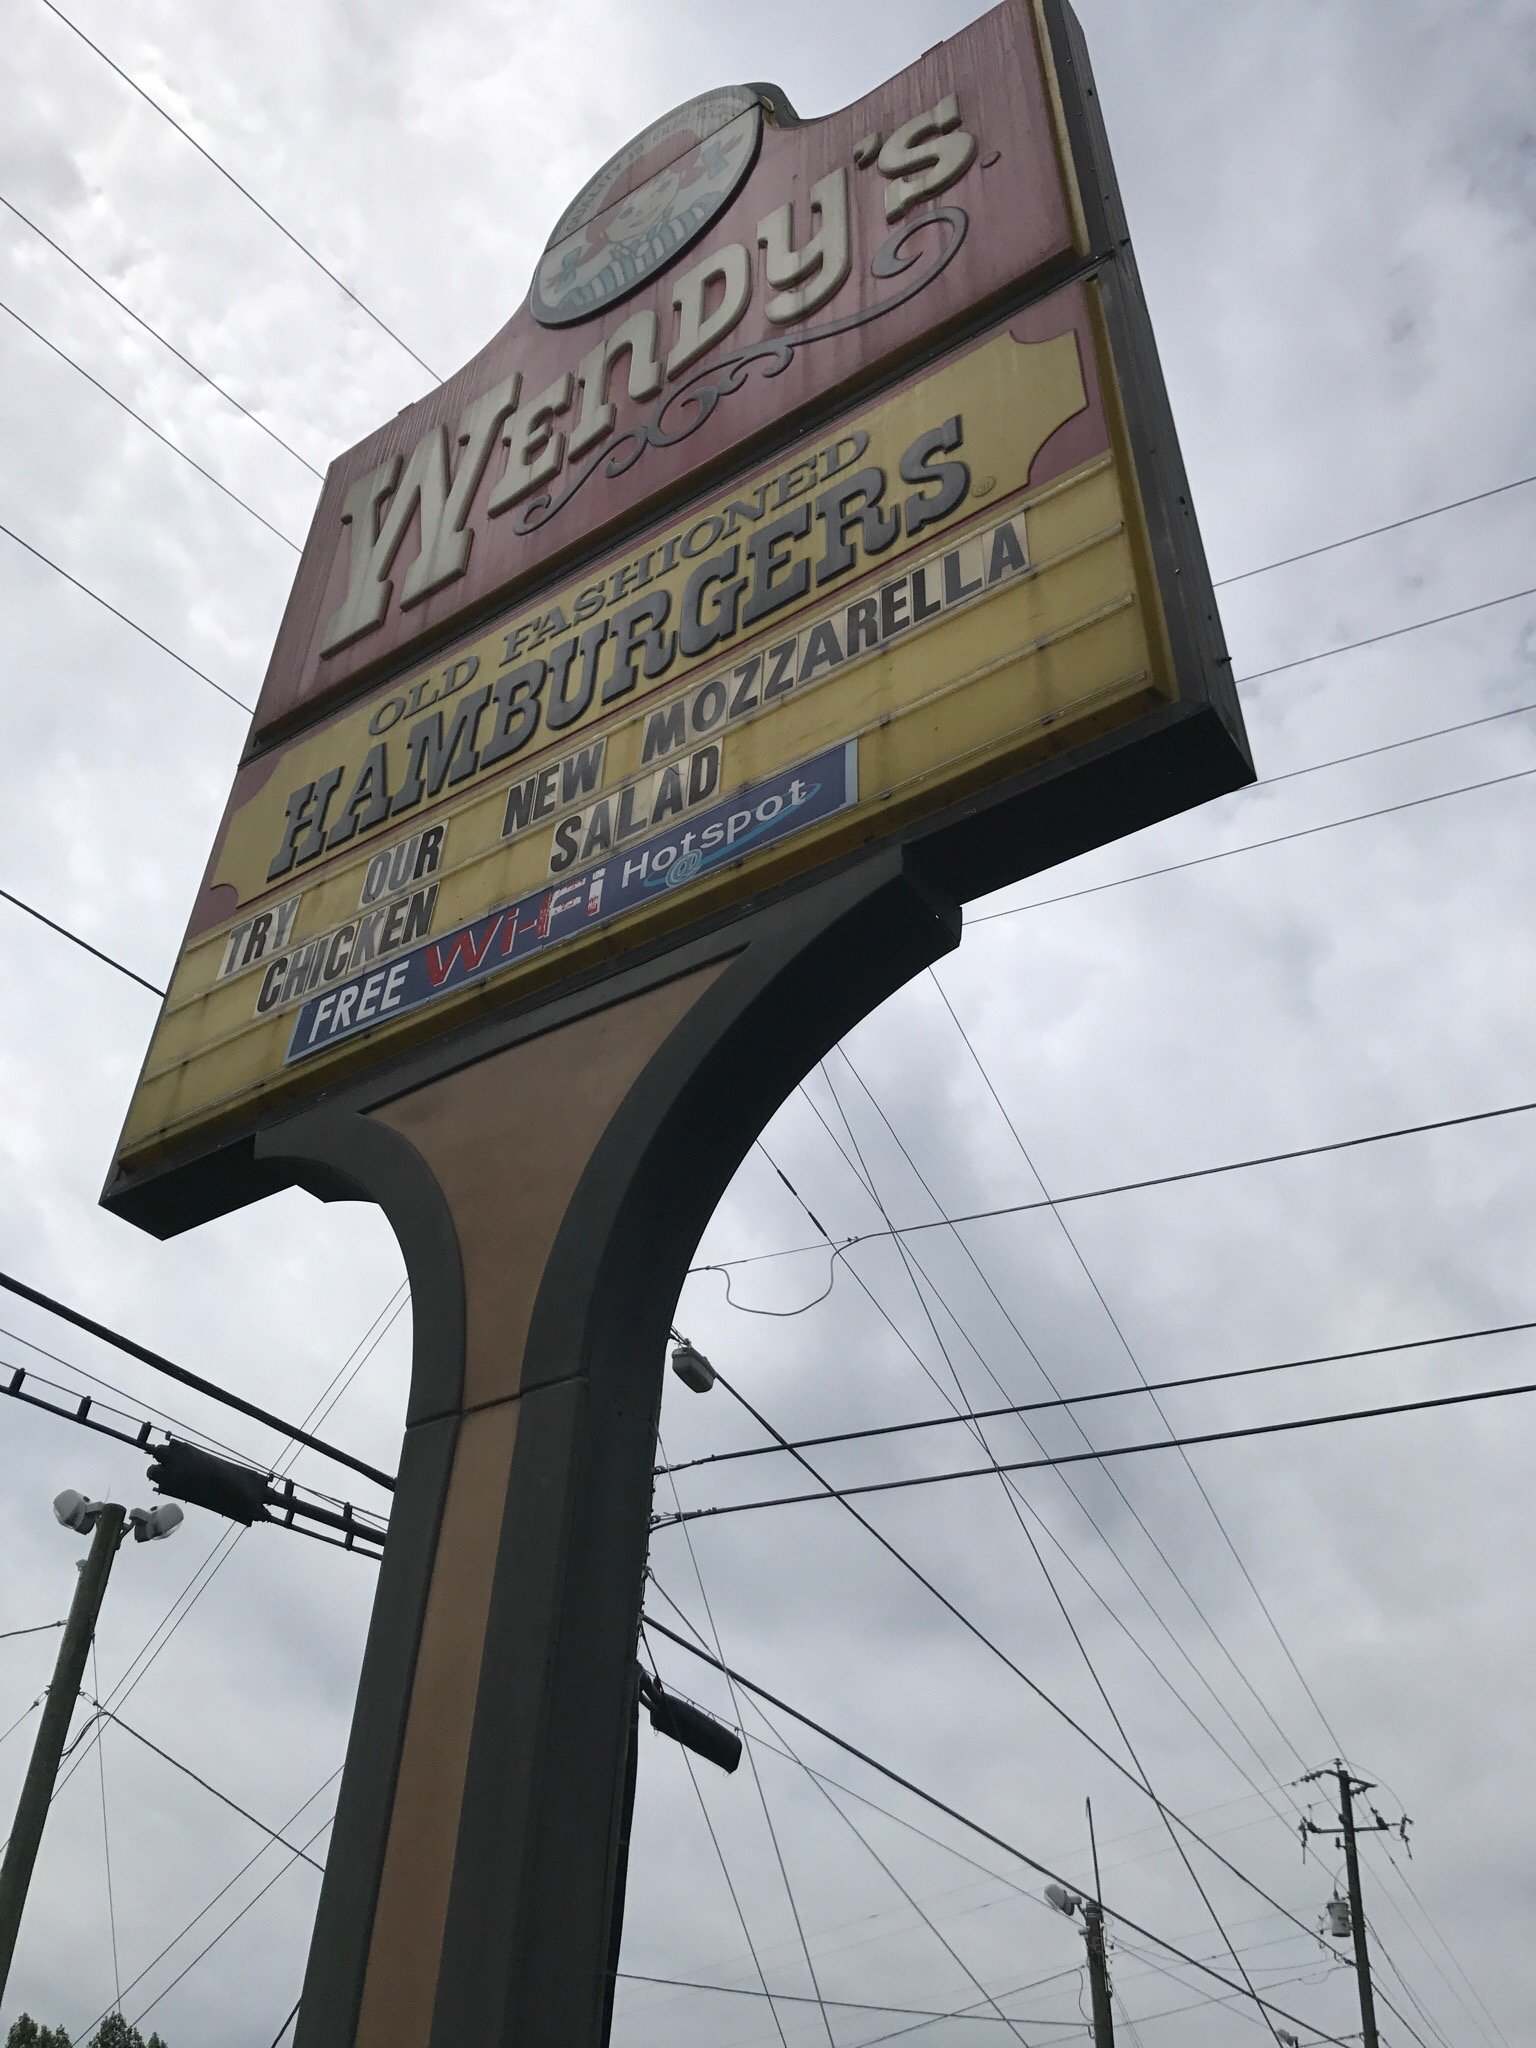 Wendy's
OLD FASHIONED
HAMBURGERS
TRY OUR NEW MOZZARELLA
CHICKEN SALAD
FREE Wi-Fi Hotspot
@